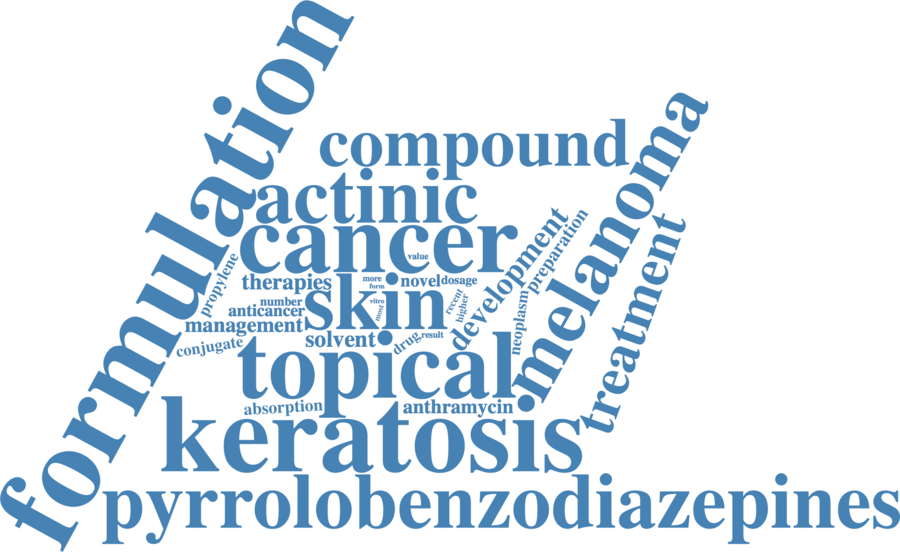 formulation
compound
melanoma
actinic
cancer
value
development
preparation
treatment
propylene
therapies
more
form
novel
dosage
skin
vitro
most
recent
higher
number
anticancer
management
neoplasm
conjugate
solvent
drug
result
topical
absorption
anthramycin
keratosis
pyrrolobenzodiazepines